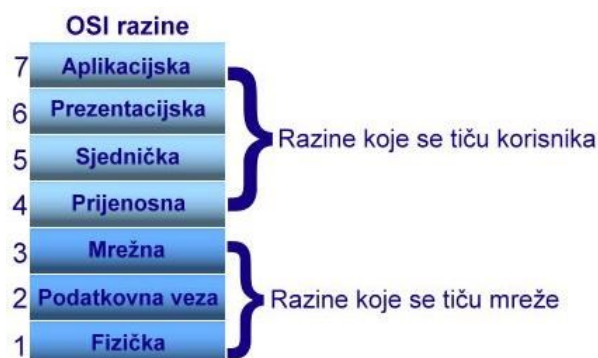 OSI razine
7 Aplikacijska
6 Prezentacijska
5 Sjednička
4 Prijenosna
Razine koje se tiču korisnika
3 Mrežna
2 Podatkovna veza
1 Fizička
Razine koje se tiču mreže